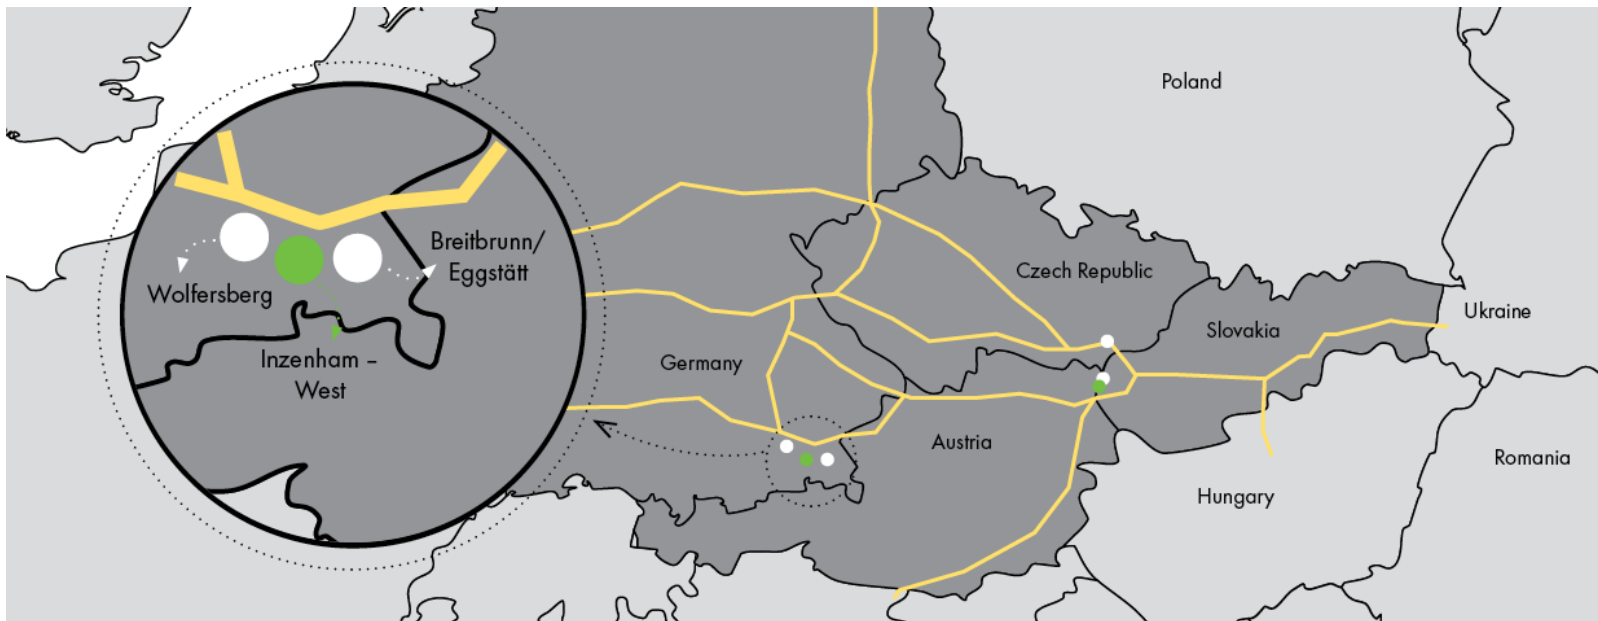 Poland
Breitbrunn/
Eggstätt
Wolfersberg
Inzenham –
West
Czech Republic
Ukraine
Slovakia
Germany
Austria
Romania
Hungary